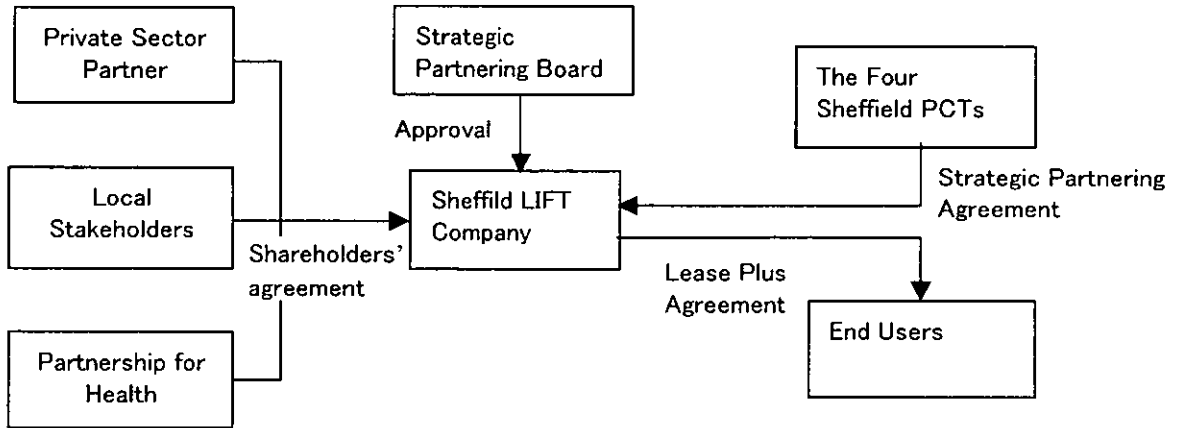 Private Sector
Partner
Strategic
Partnering Board
The Four
Sheffield PCTs
Approval
Local
Stakeholders
Sheffild LIFT
Company
Strategic Partnering
Agreement
Shareholders'
agreement
Lease Plus
Agreement
Partnership for
Health
End Users